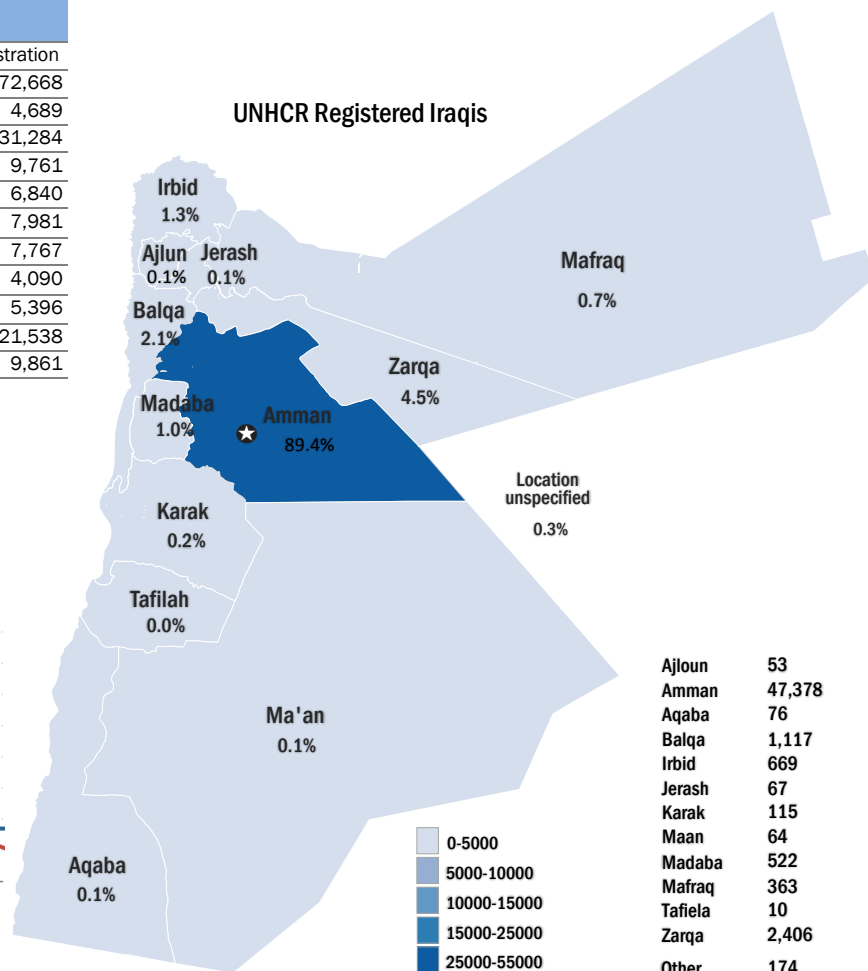 stration
72,668
4,689
31,284
9,761
6,840
7,981
7,767
4,090
5,396
21,538
9,861
UNHCR Registered Iraqis
Irbid
1.3%
Ajlun
0.1%
Jerash
0.1%
Mafraq
0.7%
Balqa
2.1%
Zarqa
4.5%
Madaba
1.0%
Amman
89.4%
Location
unspecified
0.3%
Karak
0.2%
Tafilah
0.0%
Ma'an
0.1%
Aqaba
0.1%
0-5000
5000-10000
10000-15000
15000-25000
25000-55000
Ajloun 53
Amman 47,378
Aqaba 76
Balqa 1,117
Irbid 669
Jerash 67
Karak 115
Maan 64
Madaba 522
Mafraq 363
Tafiela 10
Zarqa 2,406
Other 174